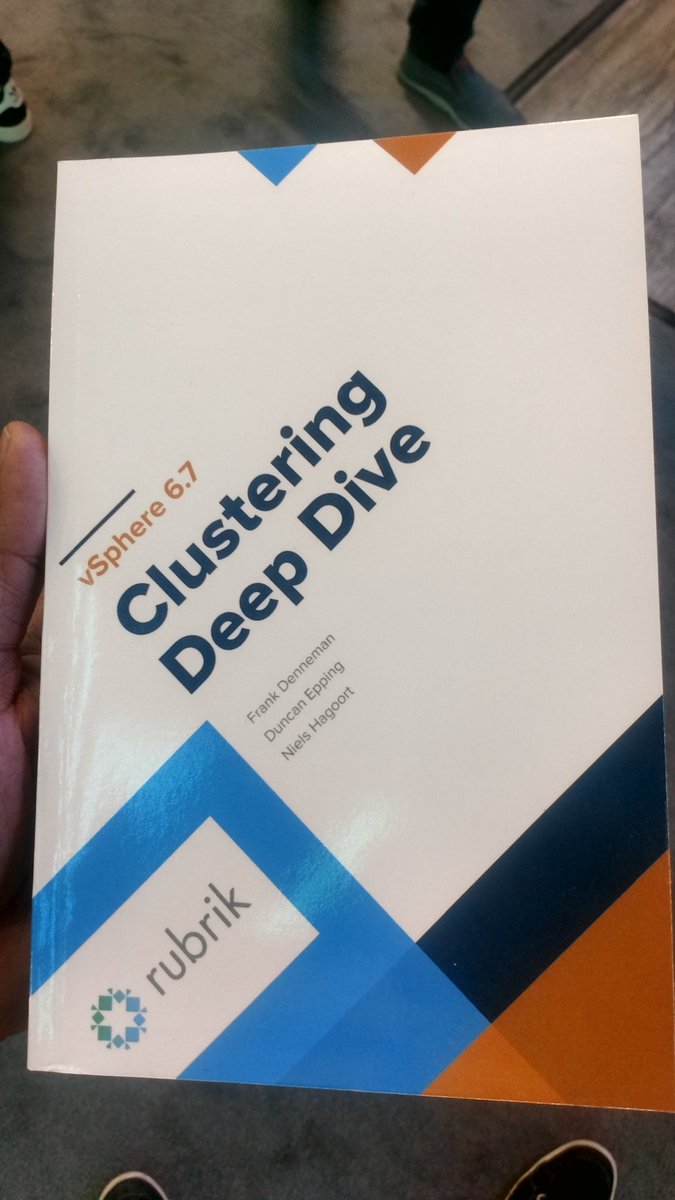 vSphere 6.7
Clustering
Deep Dive
Frank Denneman
Duncan Epping
Niels Hagoort
rubrik